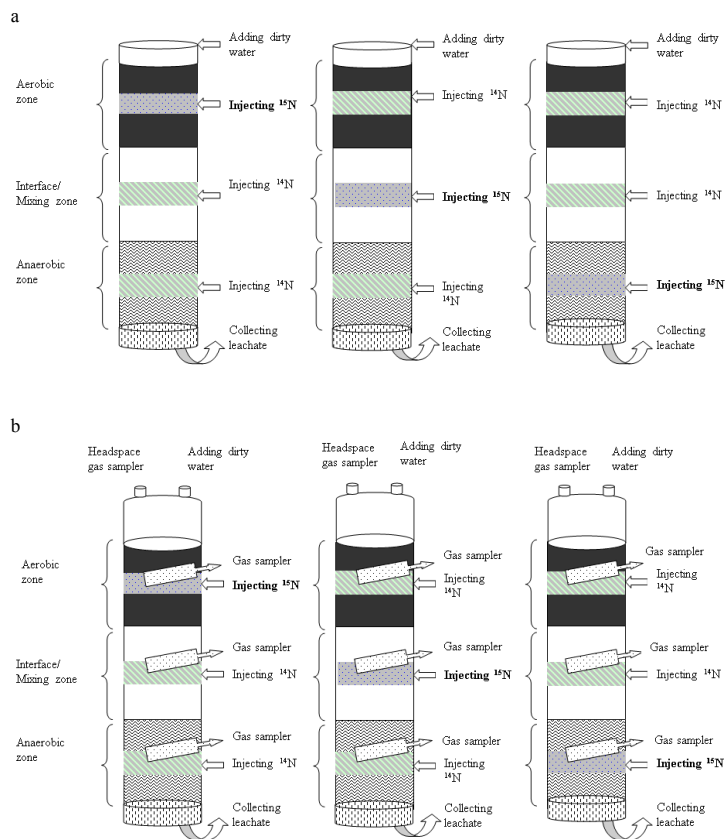 a
Adding dirty
water
Adding dirty
water
Adding dirty
water
Aerobic
zone
Injecting ¹⁵N
Injecting ¹⁴N
Injecting ¹⁴N
Interface/
Mixing zone
Injecting ¹⁴N
Injecting ¹⁵N
Injecting ¹⁴N
Anaerobic
zone
Injecting ¹⁴N
Injecting
¹⁴N
Injecting ¹⁵N
Collecting
leachate
Collecting
leachate
Collecting
leachate
b
Headspace
gas sampler
Adding dirty
water
Headspace
gas sampler
Adding dirty
water
Headspace
gas sampler
Adding dirty
water
Aerobic
zone
Gas sampler
Injecting ¹⁵N
Gas sampler
Injecting
¹⁴N
Gas sampler
Injecting
¹⁴N
Interface/
Mixing zone
Gas sampler
Injecting ¹⁴N
Gas sampler
Injecting ¹⁵N
Gas sampler
Injecting ¹⁴N
Anaerobic
zone
Gas sampler
Injecting ¹⁴N
Gas sampler
Injecting
¹⁴N
Gas sampler
Injecting ¹⁵N
Collecting
leachate
Collecting
leachate
Collecting
leachate